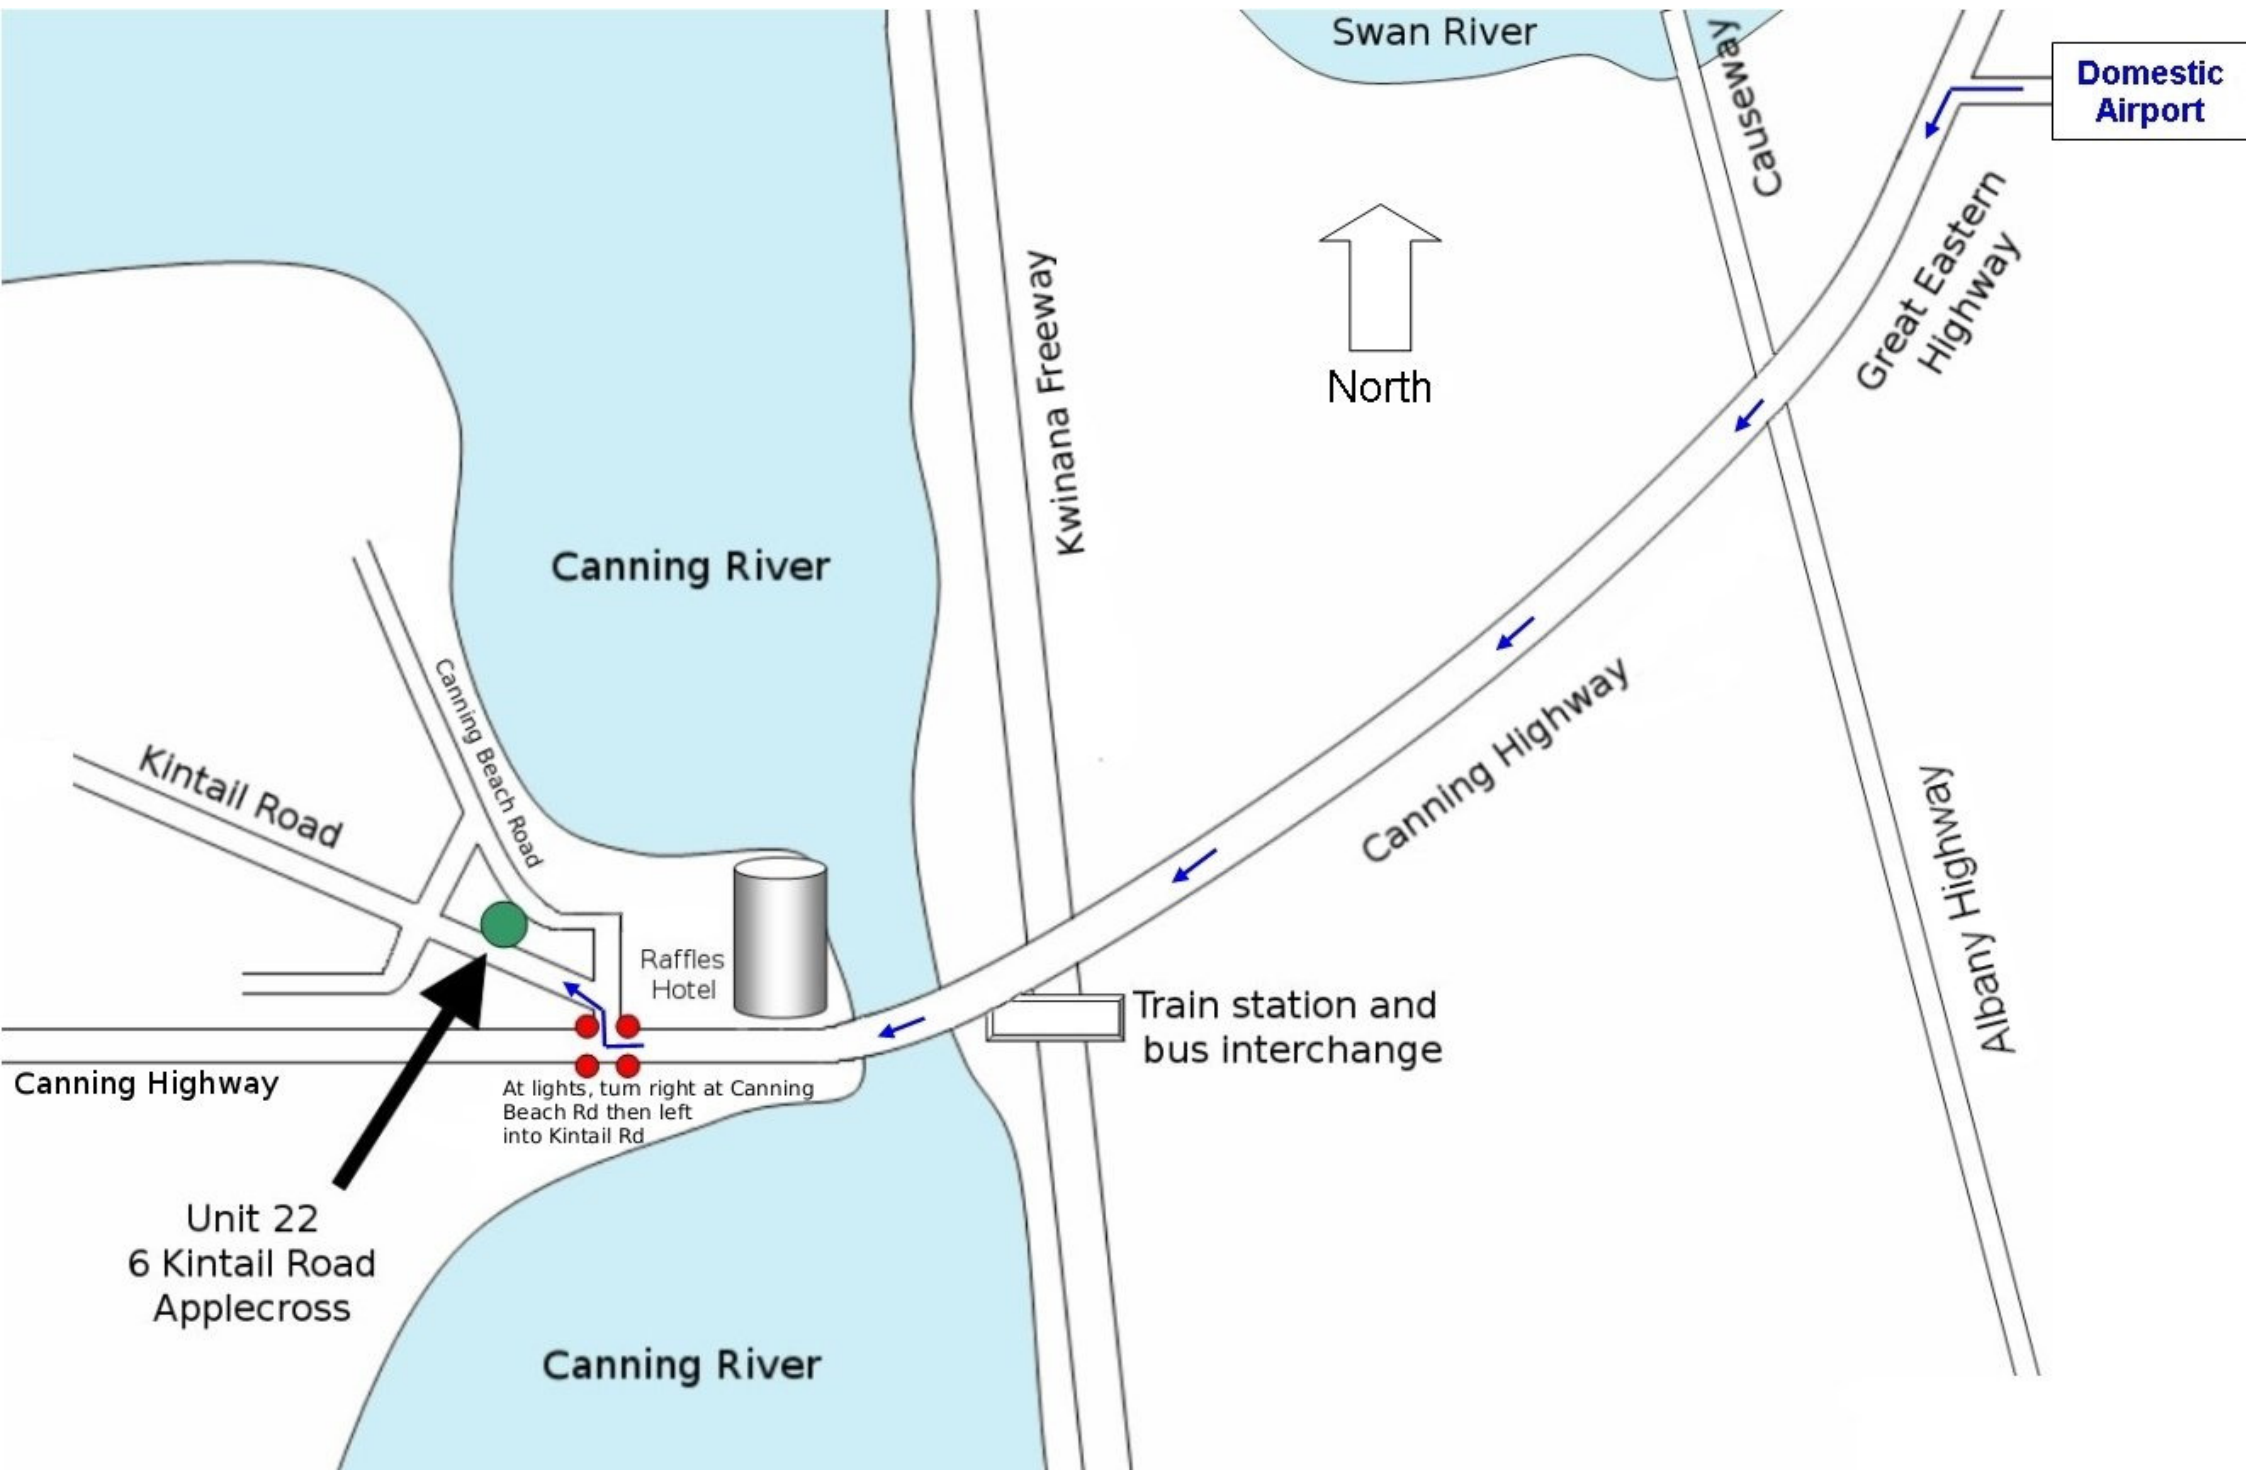 Swan River
Causeway
Domestic
Airport
Great Eastern
Highway
North
Kwinana Freeway
Canning River
Canning Highway
Canning Beach Road
Kintail Road
Albany Highway
Raffles
Hotel
Train station and
bus interchange
Canning Highway
At lights, turn right at Canning
Beach Rd then left
into Kintail Rd
Unit 22
6 Kintail Road
Applecross
Canning River